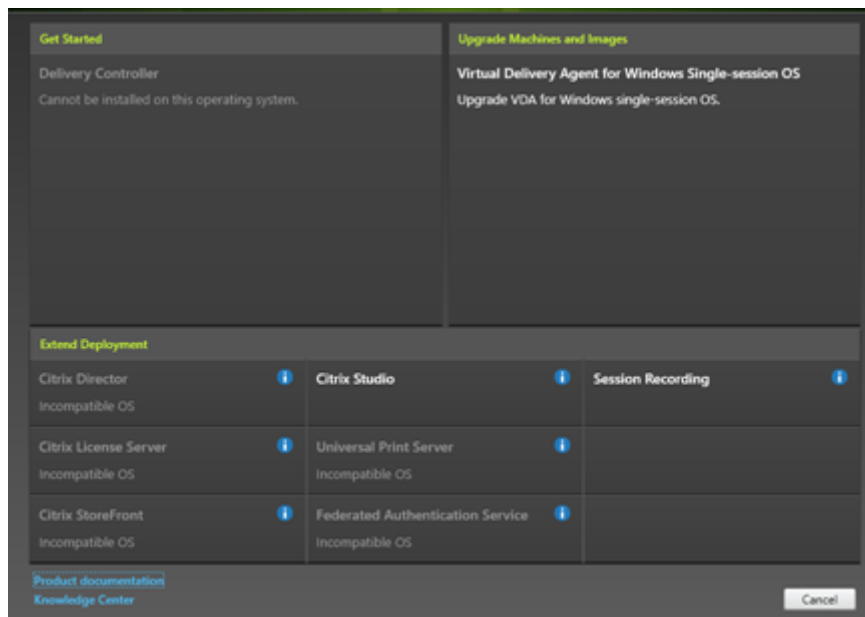 Get Started
Upgrade Machines and Images
Delivery Controller
Cannot be installed on this operating system.
Virtual Delivery Agent for Windows Single-session OS
Upgrade VDA for Windows single-session OS.
Extend Deployment
Citrix Director
Incompatible OS
Citrix Studio
Session Recording
Citrix License Server
Incompatible OS
Universal Print Server
Incompatible OS
Citrix StoreFront
Incompatible OS
Federated Authentication Service
Incompatible OS
Product documentation
Knowledge Center
Cancel